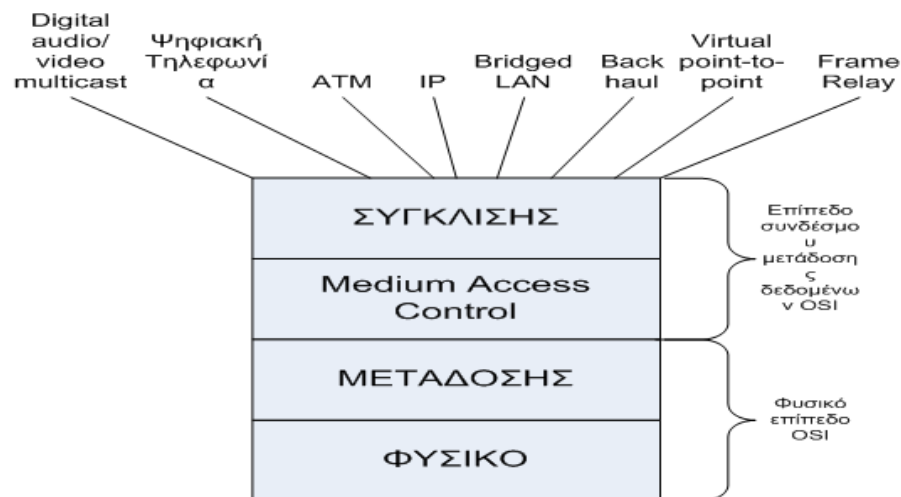 Digital
audio/
video
multicast
Ψηφιακή
Τηλεφωνί
α
ATM
IP
Bridged
LAN
Back
haul
Virtual
point-to-
point
Frame
Relay
ΣΥΓΚΛΙΣΗΣ
Medium Access
Control
ΜΕΤΑΔΟΣΗΣ
ΦΥΣΙΚΟ
Επίπεδο
συνδέσμο
υ
μετάδοση
ς
δεδομένω
ν OSI
Φυσικό
επίπεδο
OSI